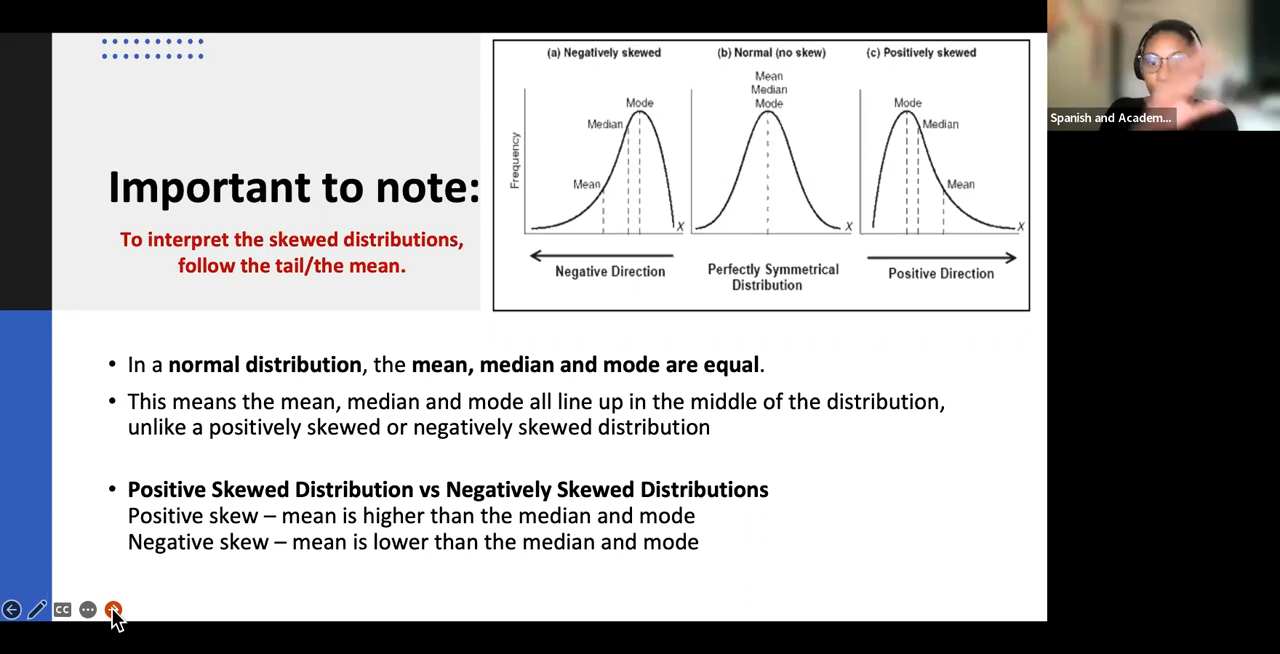 Important to note:
To interpret the skewed distributions,
follow the tail/the mean.
(a) Negatively skewed
Mode
Median
Mean
Frequency
X
Negative Direction
(b) Normal (no skew)
Mean
Median
Mode
X
Perfectly Symmetrical
Distribution
(c) Positively skewed
Mode
Median
Mean
X
Positive Direction
• In a normal distribution, the mean, median and mode are equal.
• This means the mean, median and mode all line up in the middle of the distribution,
unlike a positively skewed or negatively skewed distribution
• Positive Skewed Distribution vs Negatively Skewed Distributions
Positive skew – mean is higher than the median and mode
Negative skew – mean is lower than the median and mode
CC
Spanish and Academ...